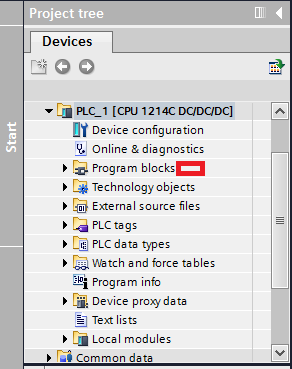 Project tree
Devices
Start
PLC_1 [CPU 1214C DC/DC/DC]
Device configuration
Online & diagnostics
Program blocks
Technology objects
External source files
PLC tags
PLC data types
Watch and force tables
Program info
Device proxy data
Text lists
Local modules
Common data